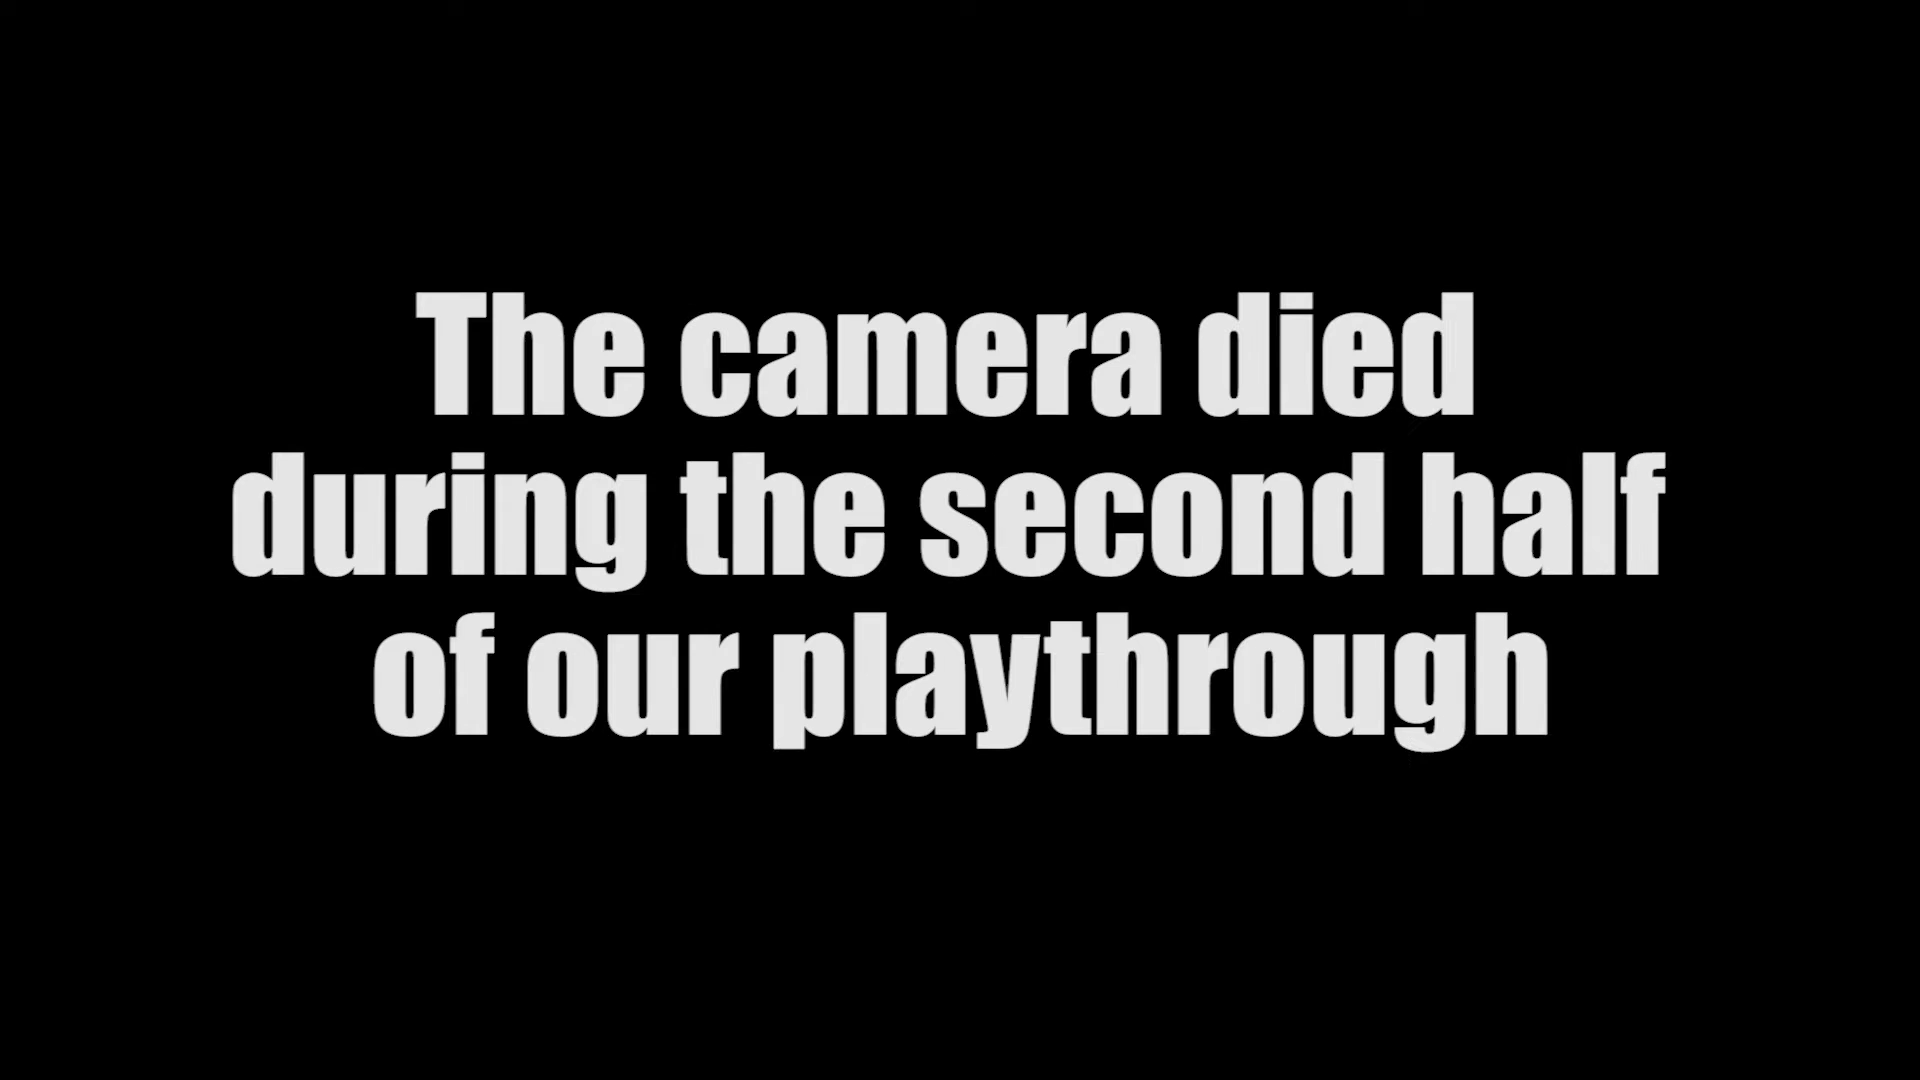 The camera died
during the second half
of our playthrough